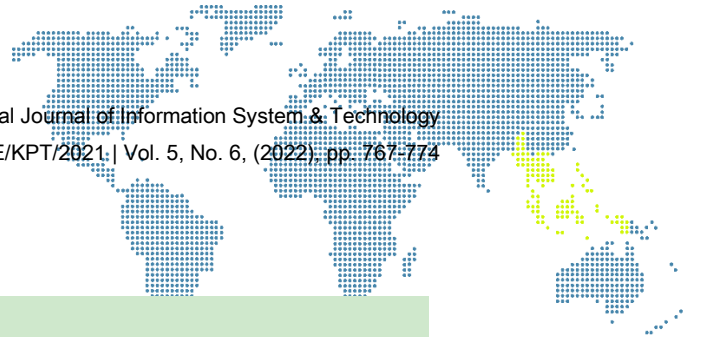 al Journal of Information System & Technology
E/KPT/2021 | Vol. 5, No. 6, (2022), pp. 767-774